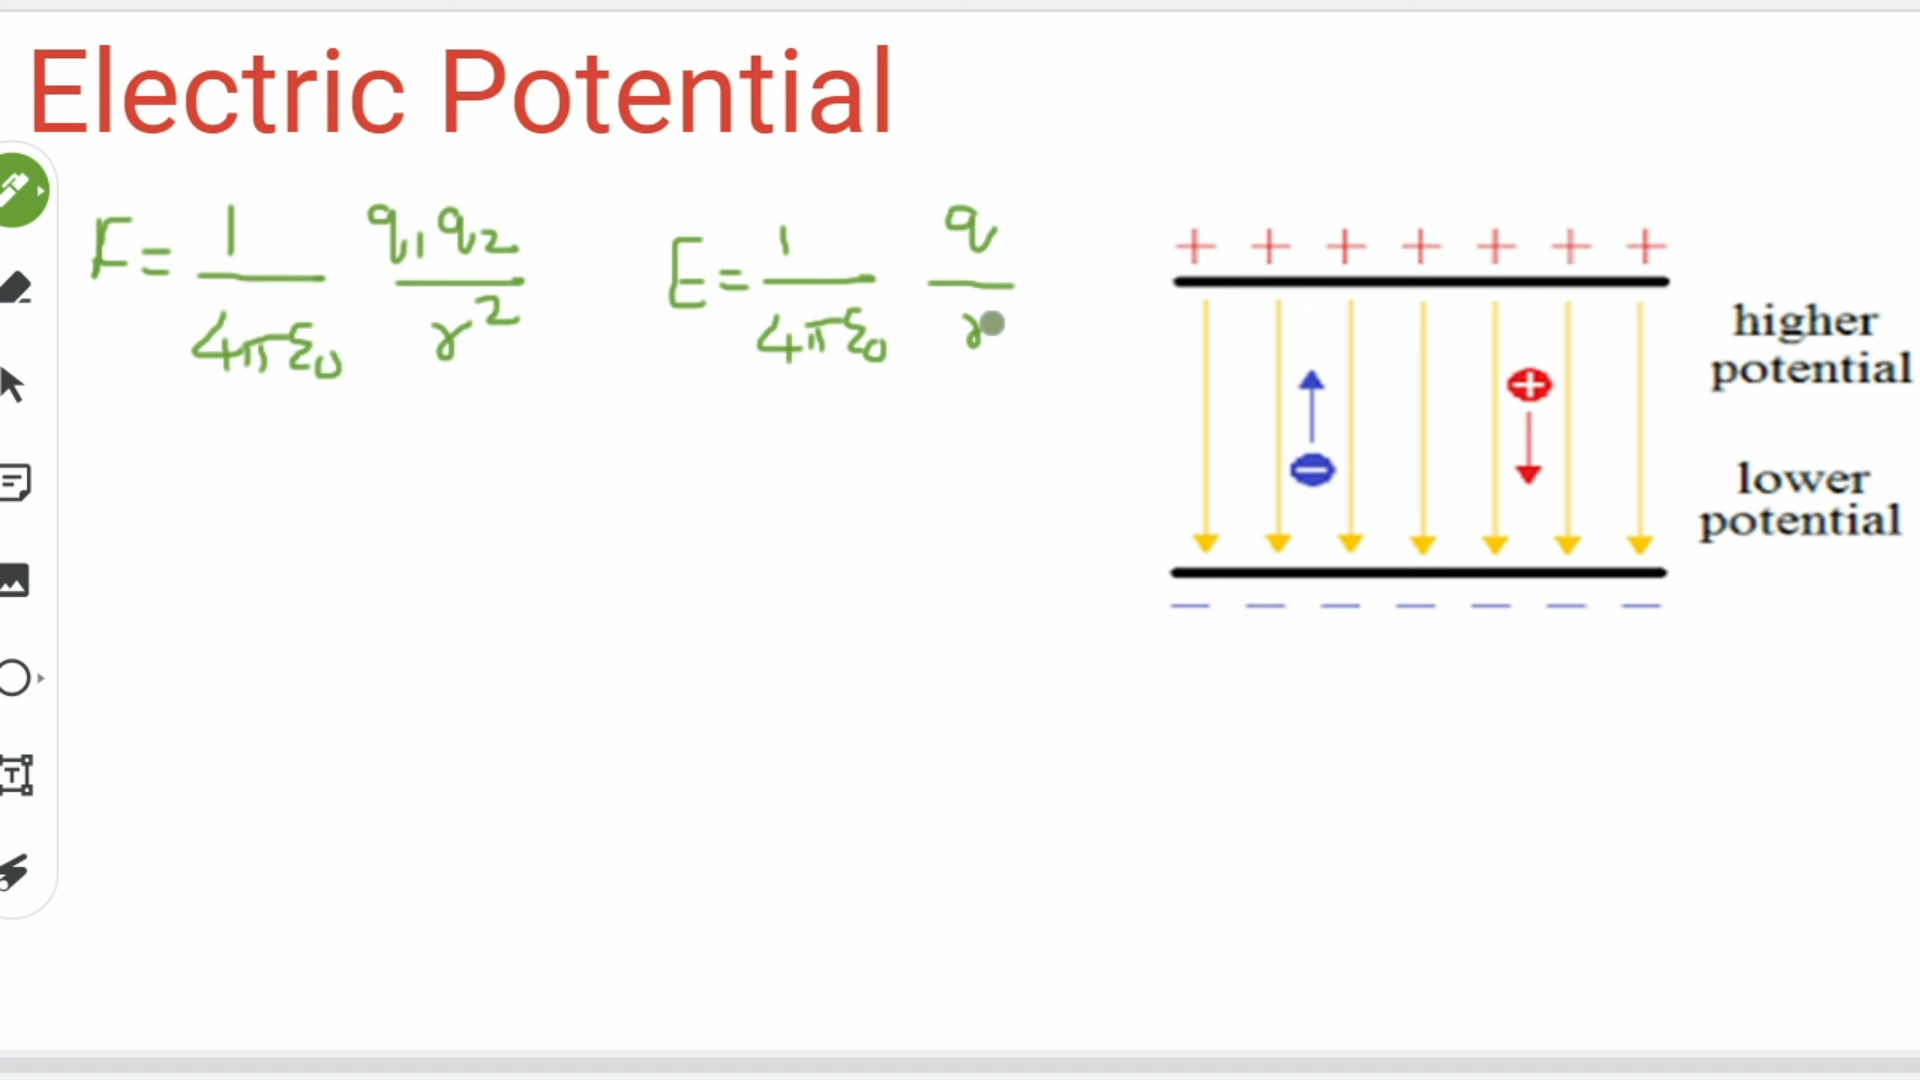 Electric Potential
F = 1/4πε₀ q₁q₂/r²
E = 1/4πε₀ q/r
+ + + + + + +
higher
potential
+
−
lower
potential
− − − − − − −